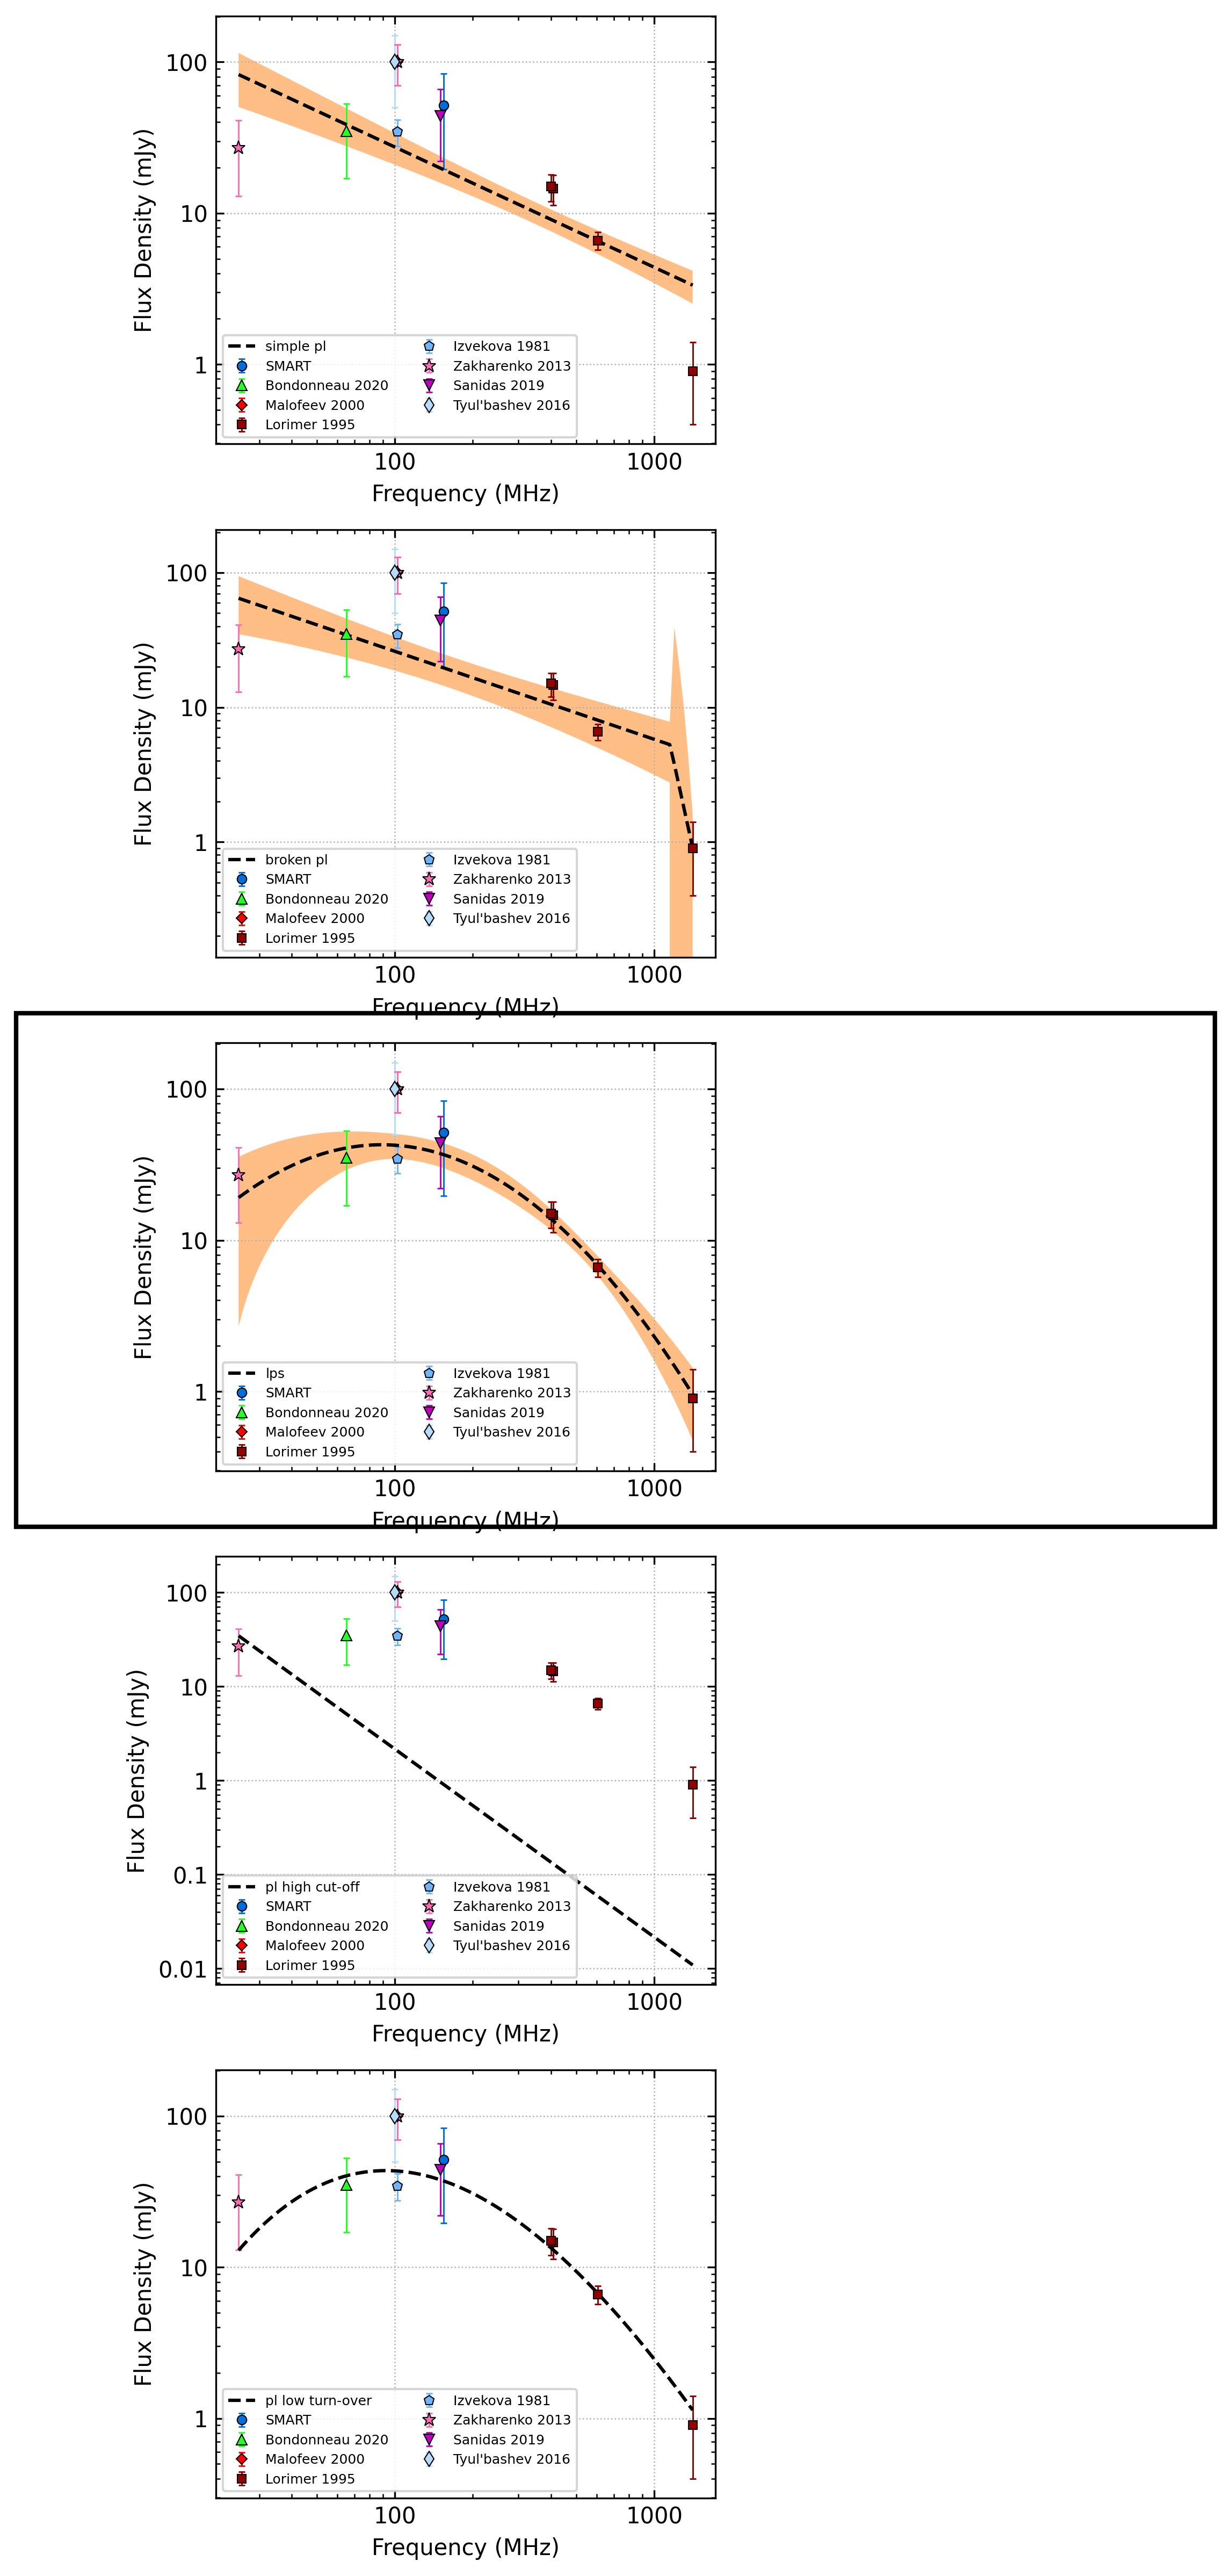 100
10
1
Flux Density (mJy)
simple pl
SMART
Bondonneau 2020
Malofeev 2000
Lorimer 1995
Izvekova 1981
Zakharenko 2013
Sanidas 2019
Tyul'bashev 2016
100 1000
Frequency (MHz)
100
10
1
Flux Density (mJy)
broken pl
SMART
Bondonneau 2020
Malofeev 2000
Lorimer 1995
Izvekova 1981
Zakharenko 2013
Sanidas 2019
Tyul'bashev 2016
100 1000
Frequency (MHz)
100
10
1
Flux Density (mJy)
lps
SMART
Bondonneau 2020
Malofeev 2000
Lorimer 1995
Izvekova 1981
Zakharenko 2013
Sanidas 2019
Tyul'bashev 2016
100 1000
Frequency (MHz)
100
10
1
0.1
0.01
Flux Density (mJy)
pl high cut-off
SMART
Bondonneau 2020
Malofeev 2000
Lorimer 1995
Izvekova 1981
Zakharenko 2013
Sanidas 2019
Tyul'bashev 2016
100 1000
Frequency (MHz)
100
10
1
Flux Density (mJy)
pl low turn-over
SMART
Bondonneau 2020
Malofeev 2000
Lorimer 1995
Izvekova 1981
Zakharenko 2013
Sanidas 2019
Tyul'bashev 2016
100 1000
Frequency (MHz)